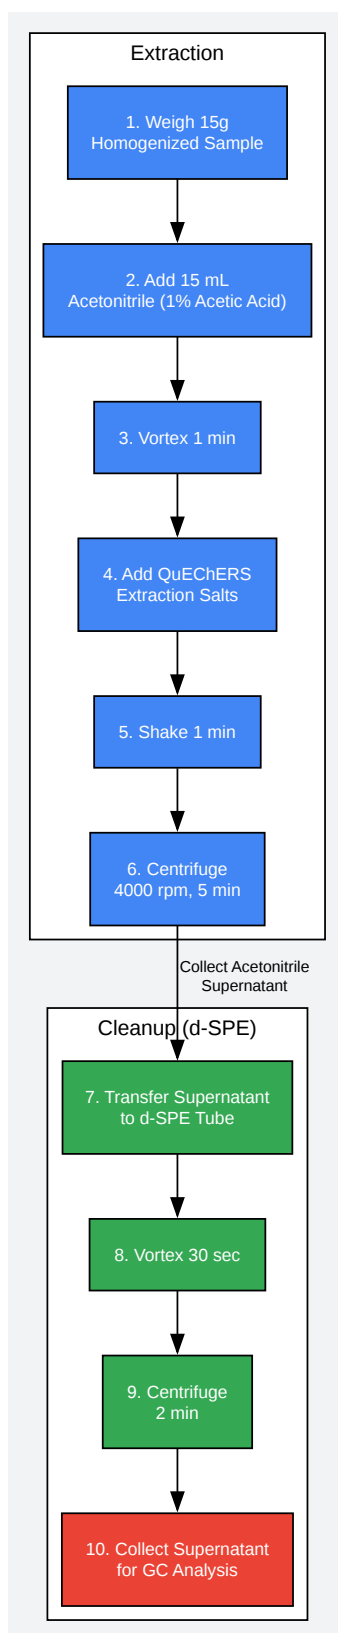 Extraction
1. Weigh 15g
Homogenized Sample
2. Add 15 mL
Acetonitrile (1% Acetic Acid)
3. Vortex 1 min
4. Add QuEChERS
Extraction Salts
5. Shake 1 min
6. Centrifuge
4000 rpm, 5 min
Collect Acetonitrile
Supernatant
Cleanup (d-SPE)
7. Transfer Supernatant
to d-SPE Tube
8. Vortex 30 sec
9. Centrifuge
2 min
10. Collect Supernatant
for GC Analysis